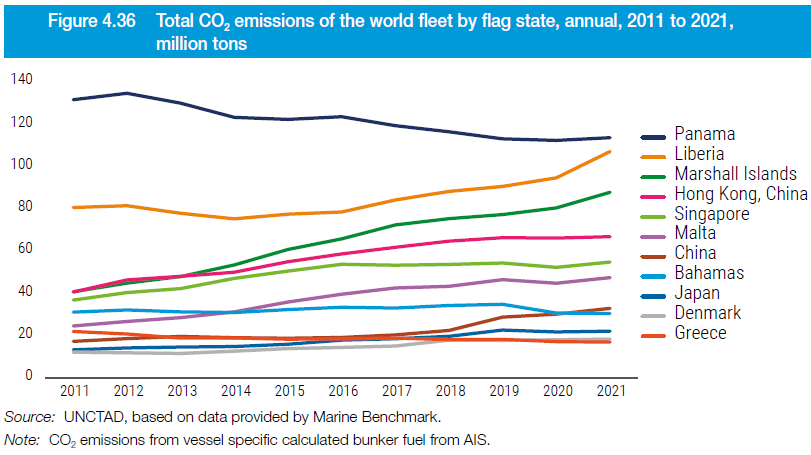 Figure 4.36 Total CO₂ emissions of the world fleet by flag state, annual, 2011 to 2021,
million tons
140
120
100
80
60
40
20
0
2011 2012 2013 2014 2015 2016 2017 2018 2019 2020 2021
Panama
Liberia
Marshall Islands
Hong Kong, China
Singapore
Malta
China
Bahamas
Japan
Denmark
Greece
Source: UNCTAD, based on data provided by Marine Benchmark.
Note: CO₂ emissions from vessel specific calculated bunker fuel from AIS.